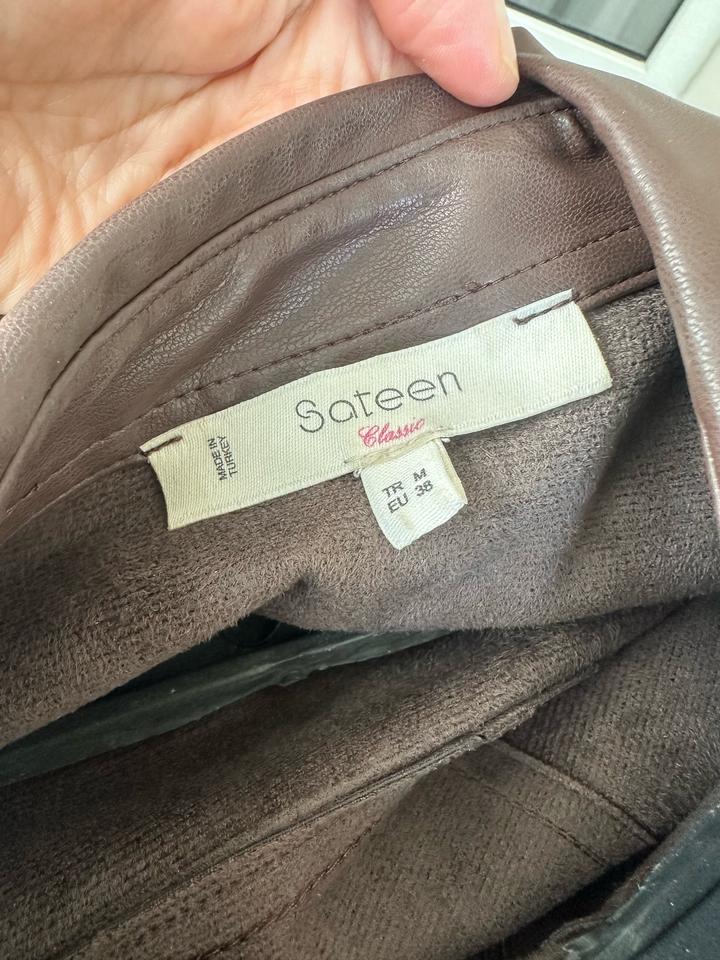 Sateen
Classic
MADE IN
TURKEY
TR M
EU 38